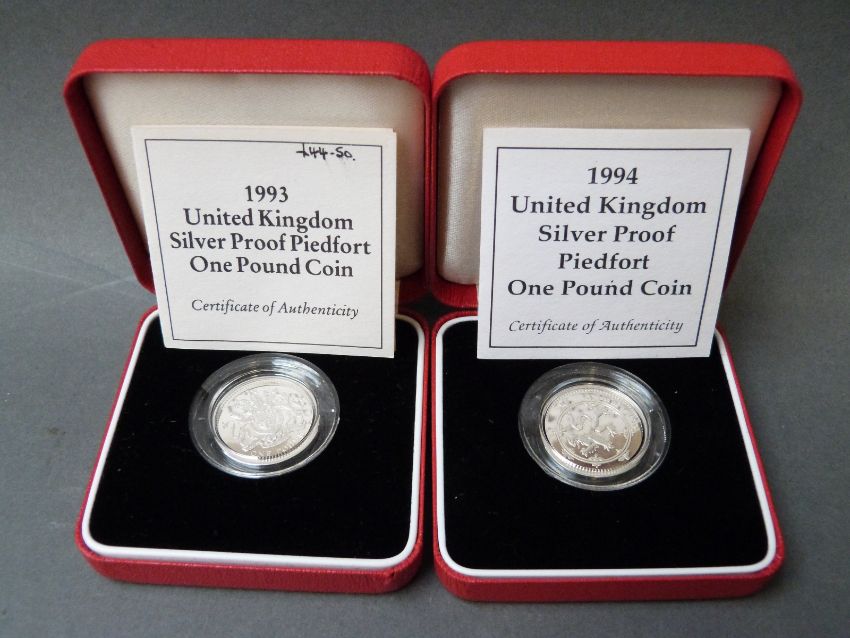 £44-50.
1993
United Kingdom
Silver Proof Piedfort
One Pound Coin
Certificate of Authenticity
1994
United Kingdom
Silver Proof
Piedfort
One Pound Coin
Certificate of Authenticity